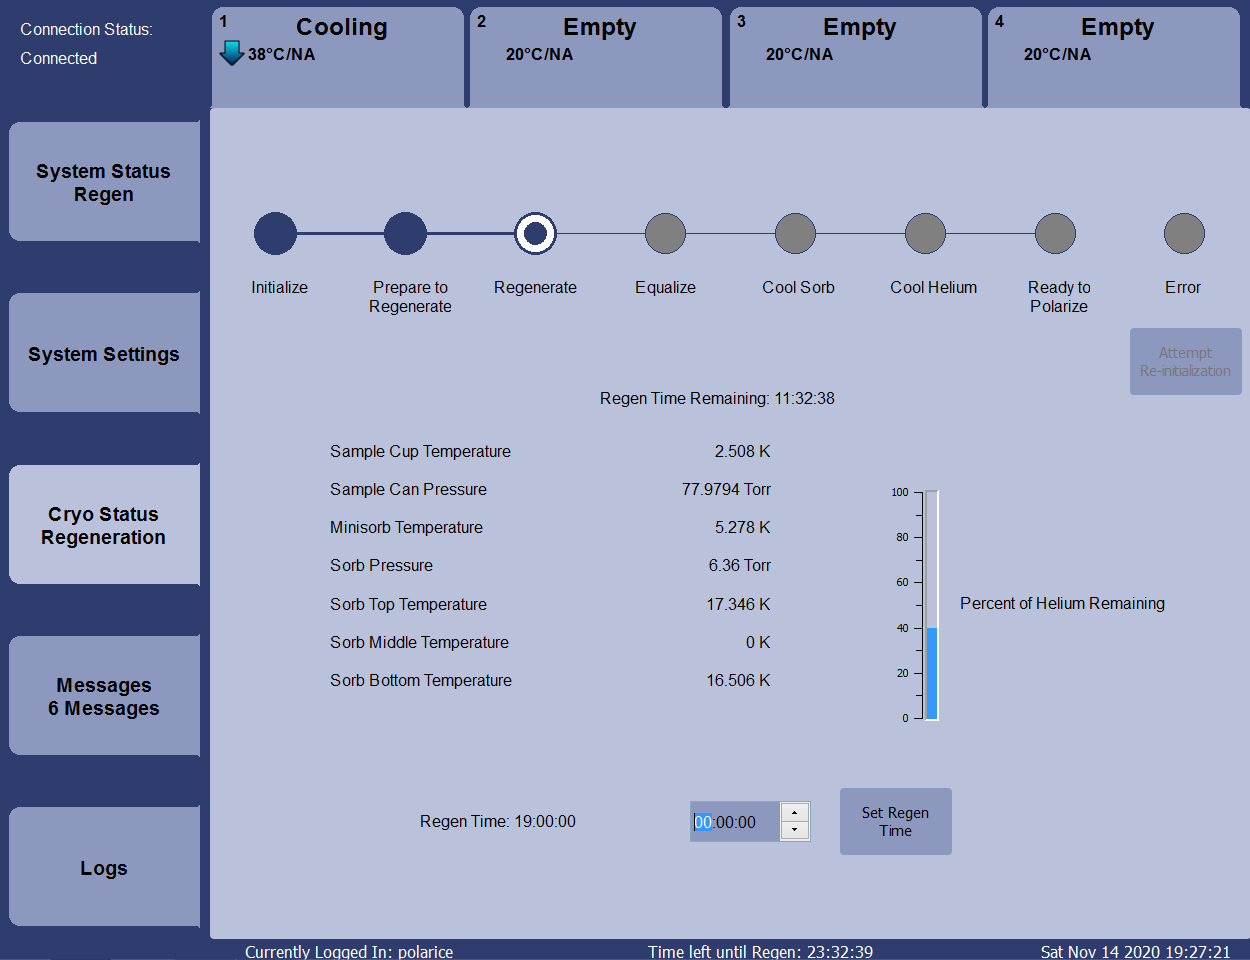 Connection Status:
Connected
1
Cooling
38°C/NA
2
Empty
20°C/NA
3
Empty
20°C/NA
4
Empty
20°C/NA
System Status
Regen
System Settings
Cryo Status
Regeneration
Messages
6 Messages
Logs
Initialize
Prepare to
Regenerate
Regenerate
Equalize
Cool Sorb
Cool Helium
Ready to
Polarize
Error
Attempt
Re-initialization
Regen Time Remaining: 11:32:38
Sample Cup Temperature 2.508 K
Sample Can Pressure 77.9794 Torr
Minisorb Temperature 5.278 K
Sorb Pressure 6.36 Torr
Sorb Top Temperature 17.346 K
Sorb Middle Temperature 0 K
Sorb Bottom Temperature 16.506 K
100
80
60
40
20
0
Percent of Helium Remaining
Regen Time: 19:00:00
00:00:00
Set Regen
Time
Currently Logged In: polarice
Time left until Regen: 23:32:39
Sat Nov 14 2020 19:27:21